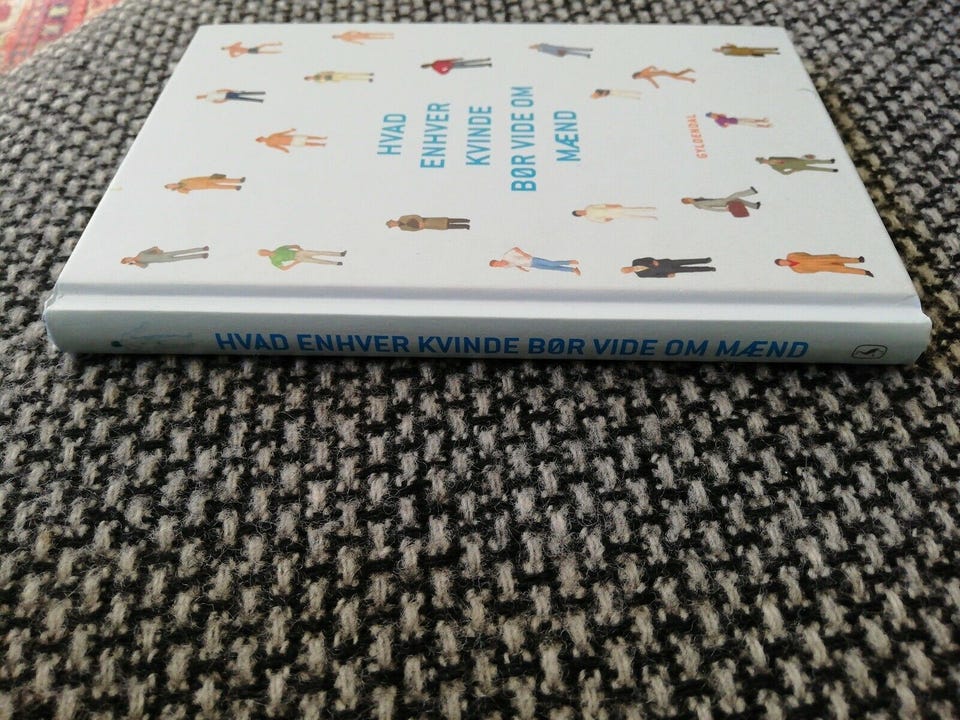 HVAD
ENHVER
KVINDE
BØR VIDE OM
MÆND
GYLDENDAL
HVAD ENHVER KVINDE BØR VIDE OM MÆND